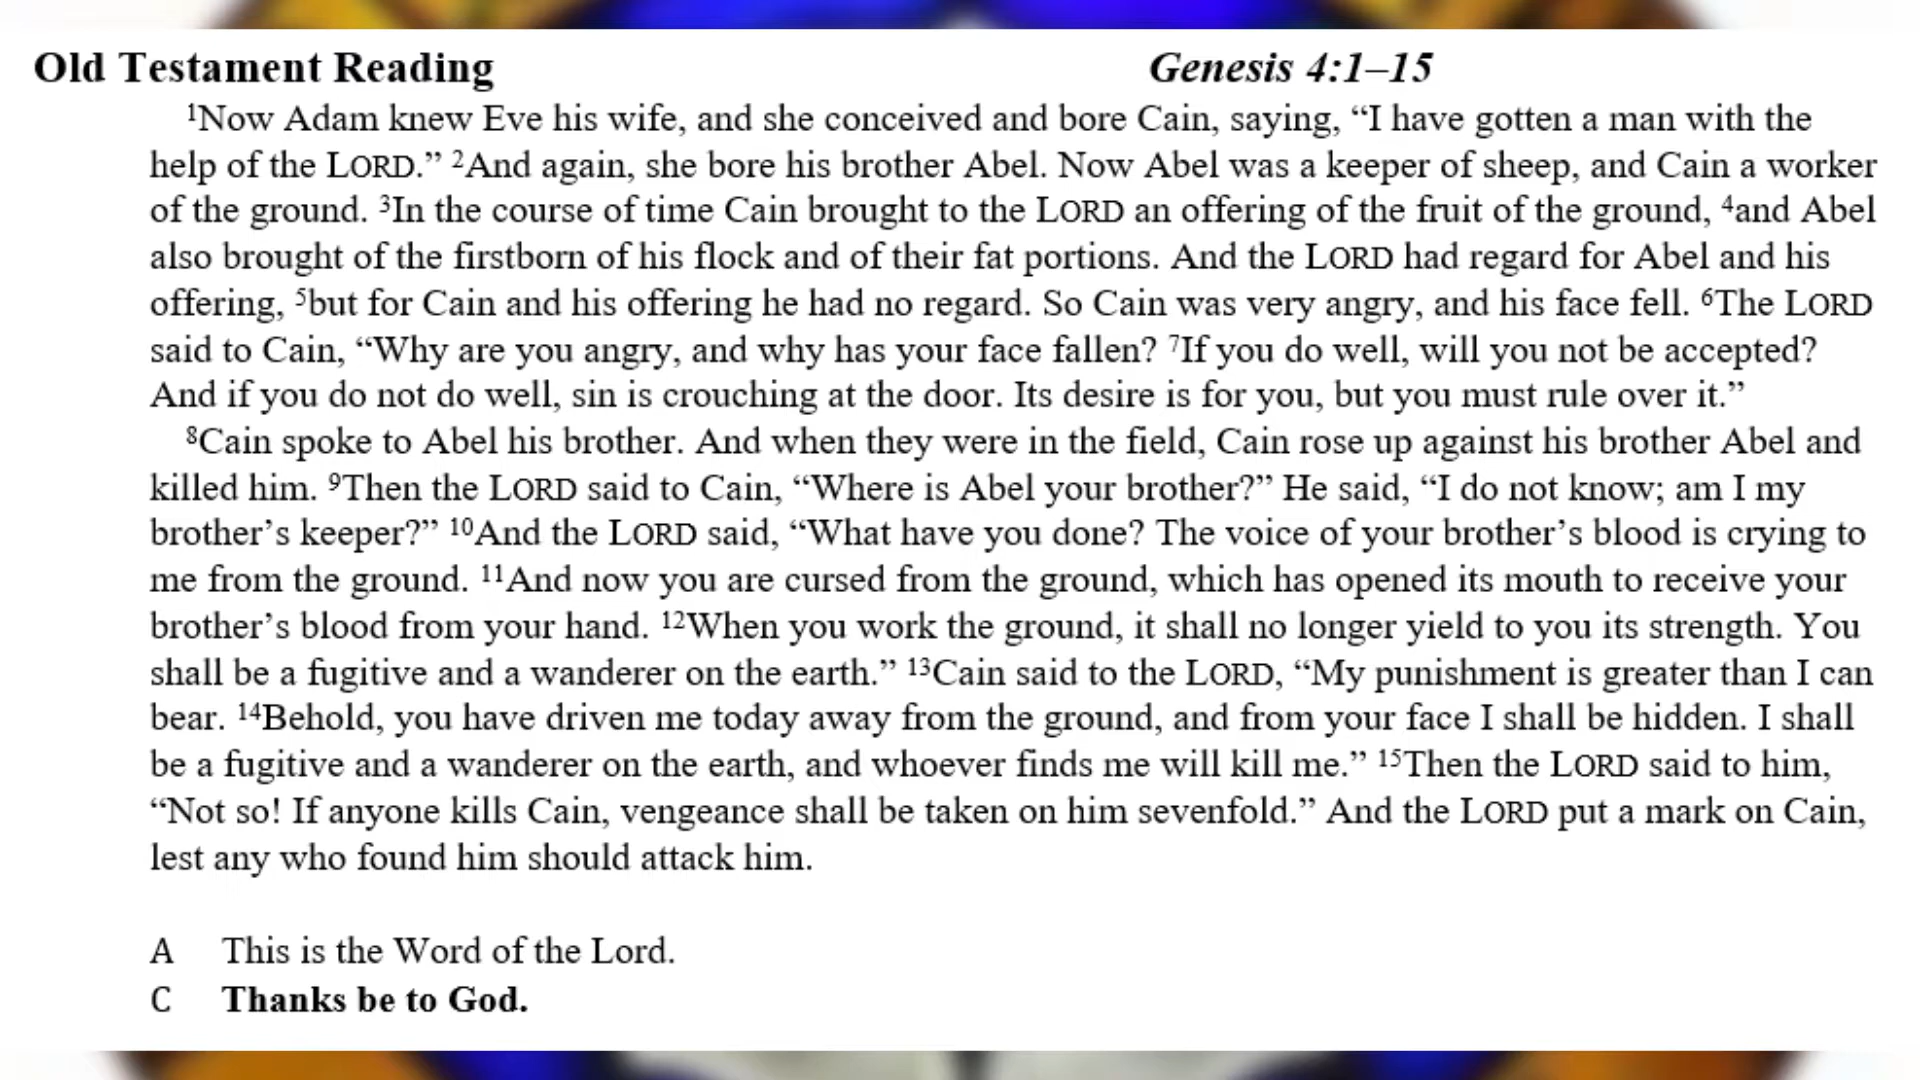 Old Testament Reading Genesis 4:1–15
¹Now Adam knew Eve his wife, and she conceived and bore Cain, saying, “I have gotten a man with the
help of the LORD.” ²And again, she bore his brother Abel. Now Abel was a keeper of sheep, and Cain a worker
of the ground. ³In the course of time Cain brought to the LORD an offering of the fruit of the ground, ⁴and Abel
also brought of the firstborn of his flock and of their fat portions. And the LORD had regard for Abel and his
offering, ⁵but for Cain and his offering he had no regard. So Cain was very angry, and his face fell. ⁶The LORD
said to Cain, “Why are you angry, and why has your face fallen? ⁷If you do well, will you not be accepted?
And if you do not do well, sin is crouching at the door. Its desire is for you, but you must rule over it.”
⁸Cain spoke to Abel his brother. And when they were in the field, Cain rose up against his brother Abel and
killed him. ⁹Then the LORD said to Cain, “Where is Abel your brother?” He said, “I do not know; am I my
brother’s keeper?” ¹⁰And the LORD said, “What have you done? The voice of your brother’s blood is crying to
me from the ground. ¹¹And now you are cursed from the ground, which has opened its mouth to receive your
brother’s blood from your hand. ¹²When you work the ground, it shall no longer yield to you its strength. You
shall be a fugitive and a wanderer on the earth.” ¹³Cain said to the LORD, “My punishment is greater than I can
bear. ¹⁴Behold, you have driven me today away from the ground, and from your face I shall be hidden. I shall
be a fugitive and a wanderer on the earth, and whoever finds me will kill me.” ¹⁵Then the LORD said to him,
“Not so! If anyone kills Cain, vengeance shall be taken on him sevenfold.” And the LORD put a mark on Cain,
lest any who found him should attack him.
A This is the Word of the Lord.
C Thanks be to God.